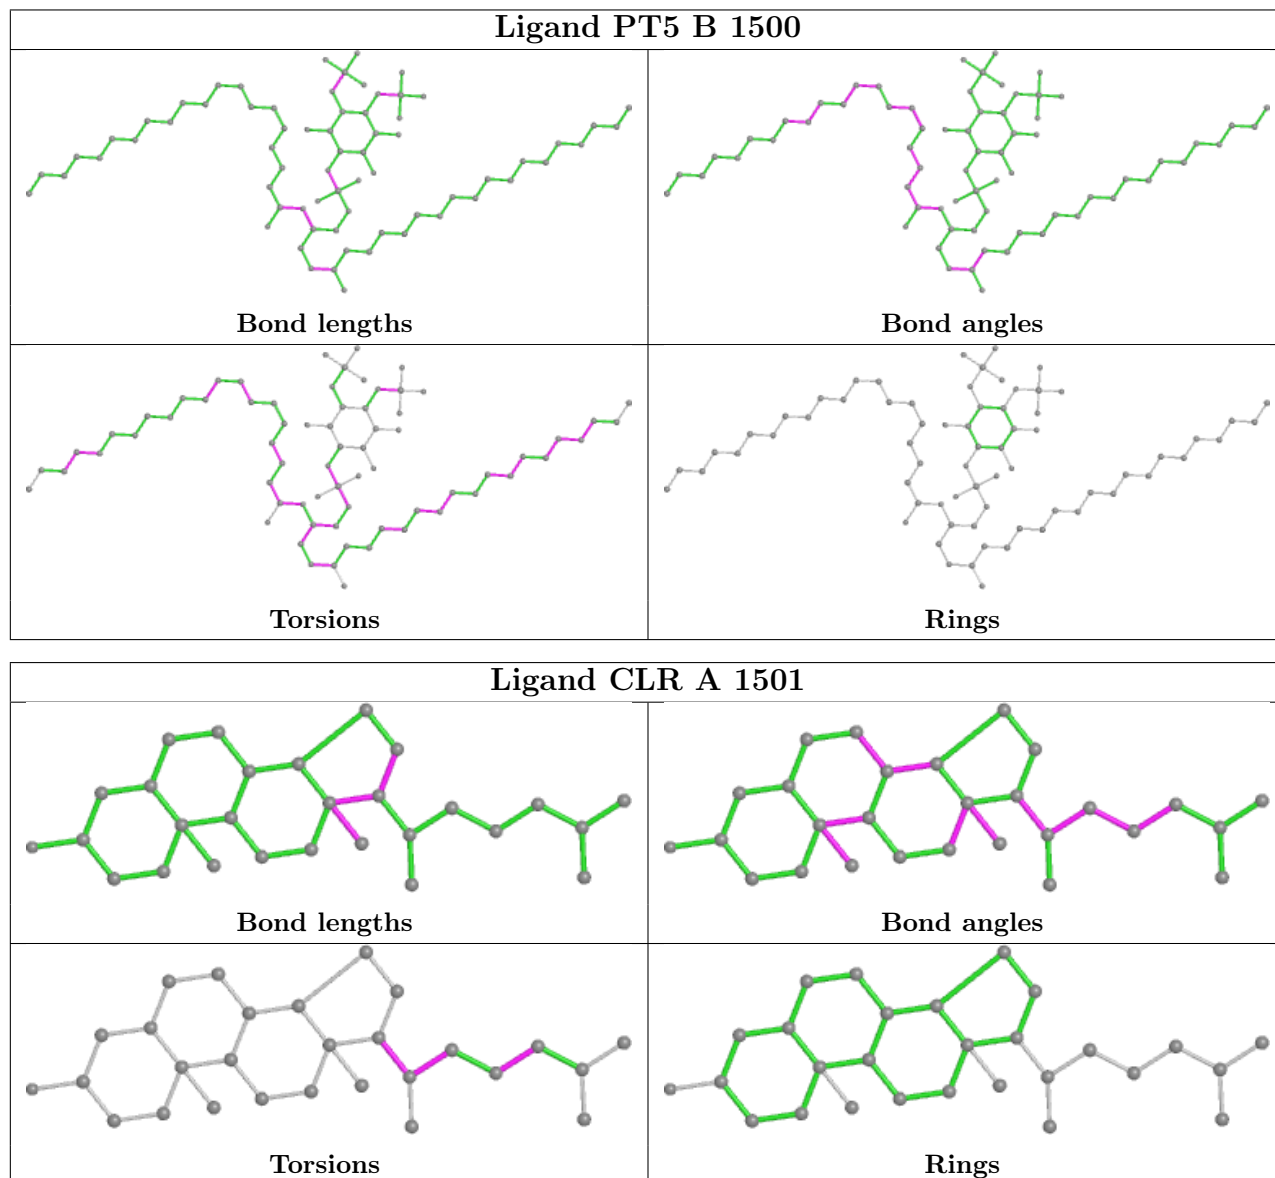 Ligand PT5 B 1500
Bond lengths
Bond angles
Torsions
Rings
Ligand CLR A 1501
Bond lengths
Bond angles
Torsions
Rings